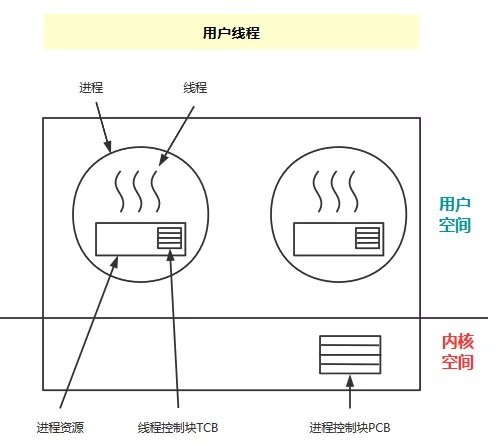 用户线程
进程
线程
用户
空间
内核
空间
进程资源
线程控制块TCB
进程控制块PCB